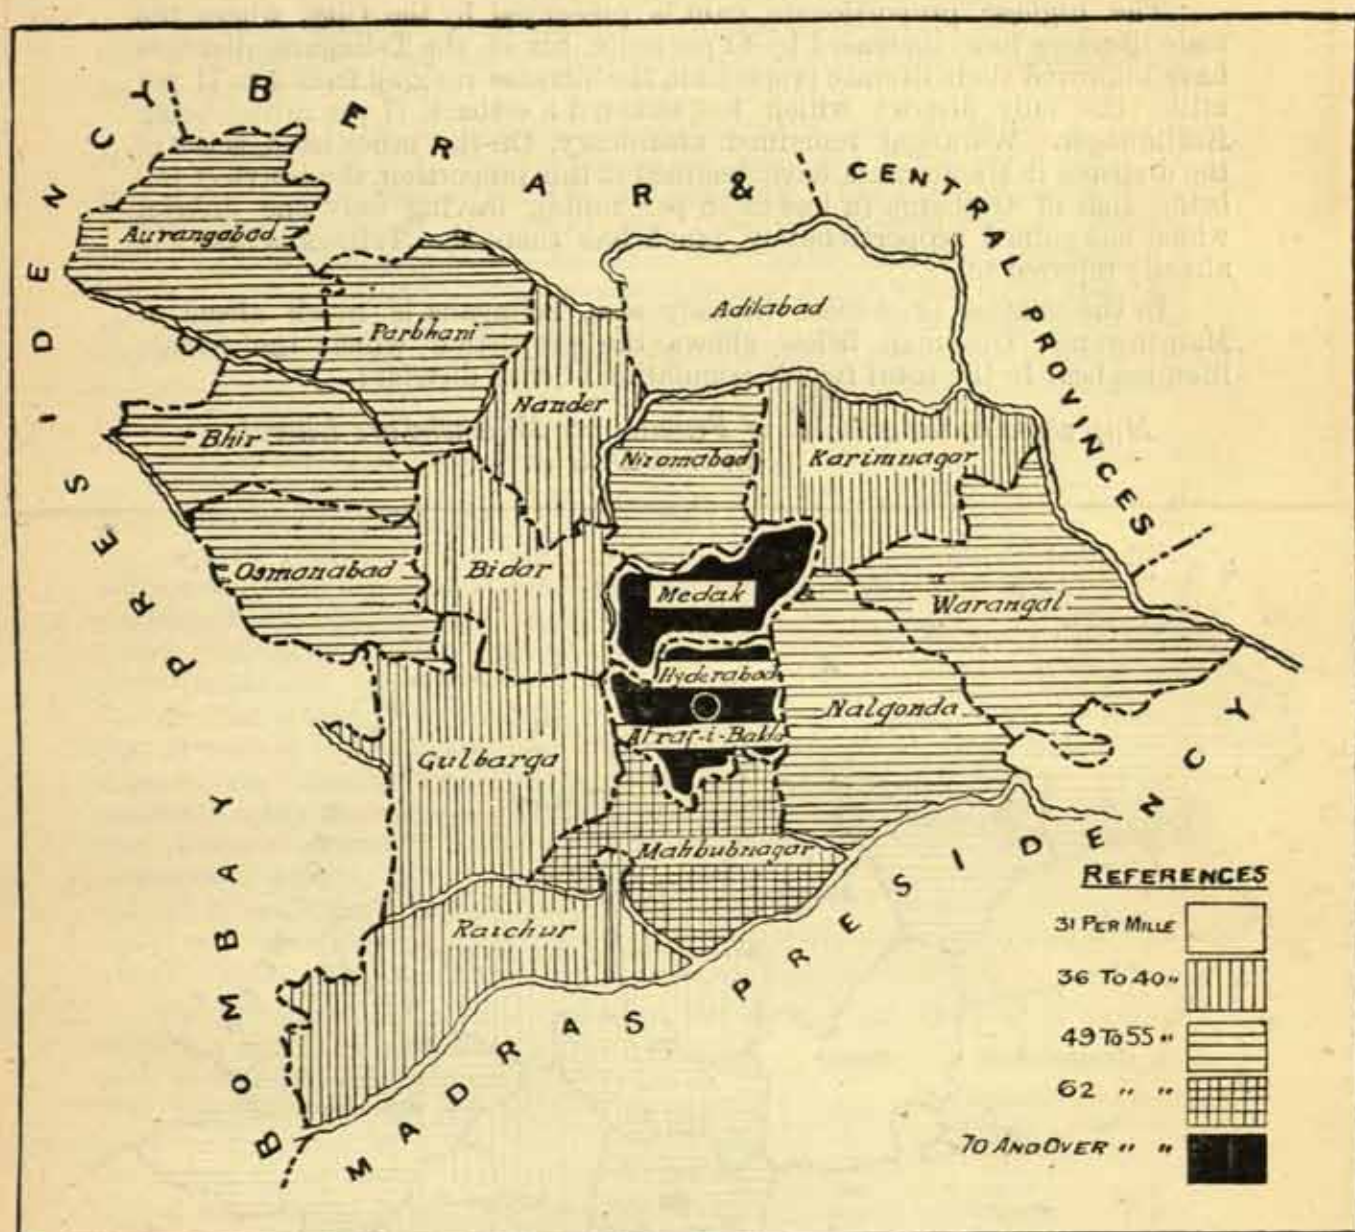 BERAR & CENTRAL PROVINCES
BOMBAY PRESIDENCY
MADRAS PRESIDENCY
Aurangabad
Parbhani
Adilabad
Nander
Bhir
Nizamabad
Karimnagar
Osmanabad
Bidar
Medak
Warangal
Hyderabad
Nalgonda
Atraf-i-Balda
Gulbarga
Mahbubnagar
Raichur
REFERENCES
31 PER MILLE
36 To 40 "
49 To 55 "
62 " "
70 AND OVER " "